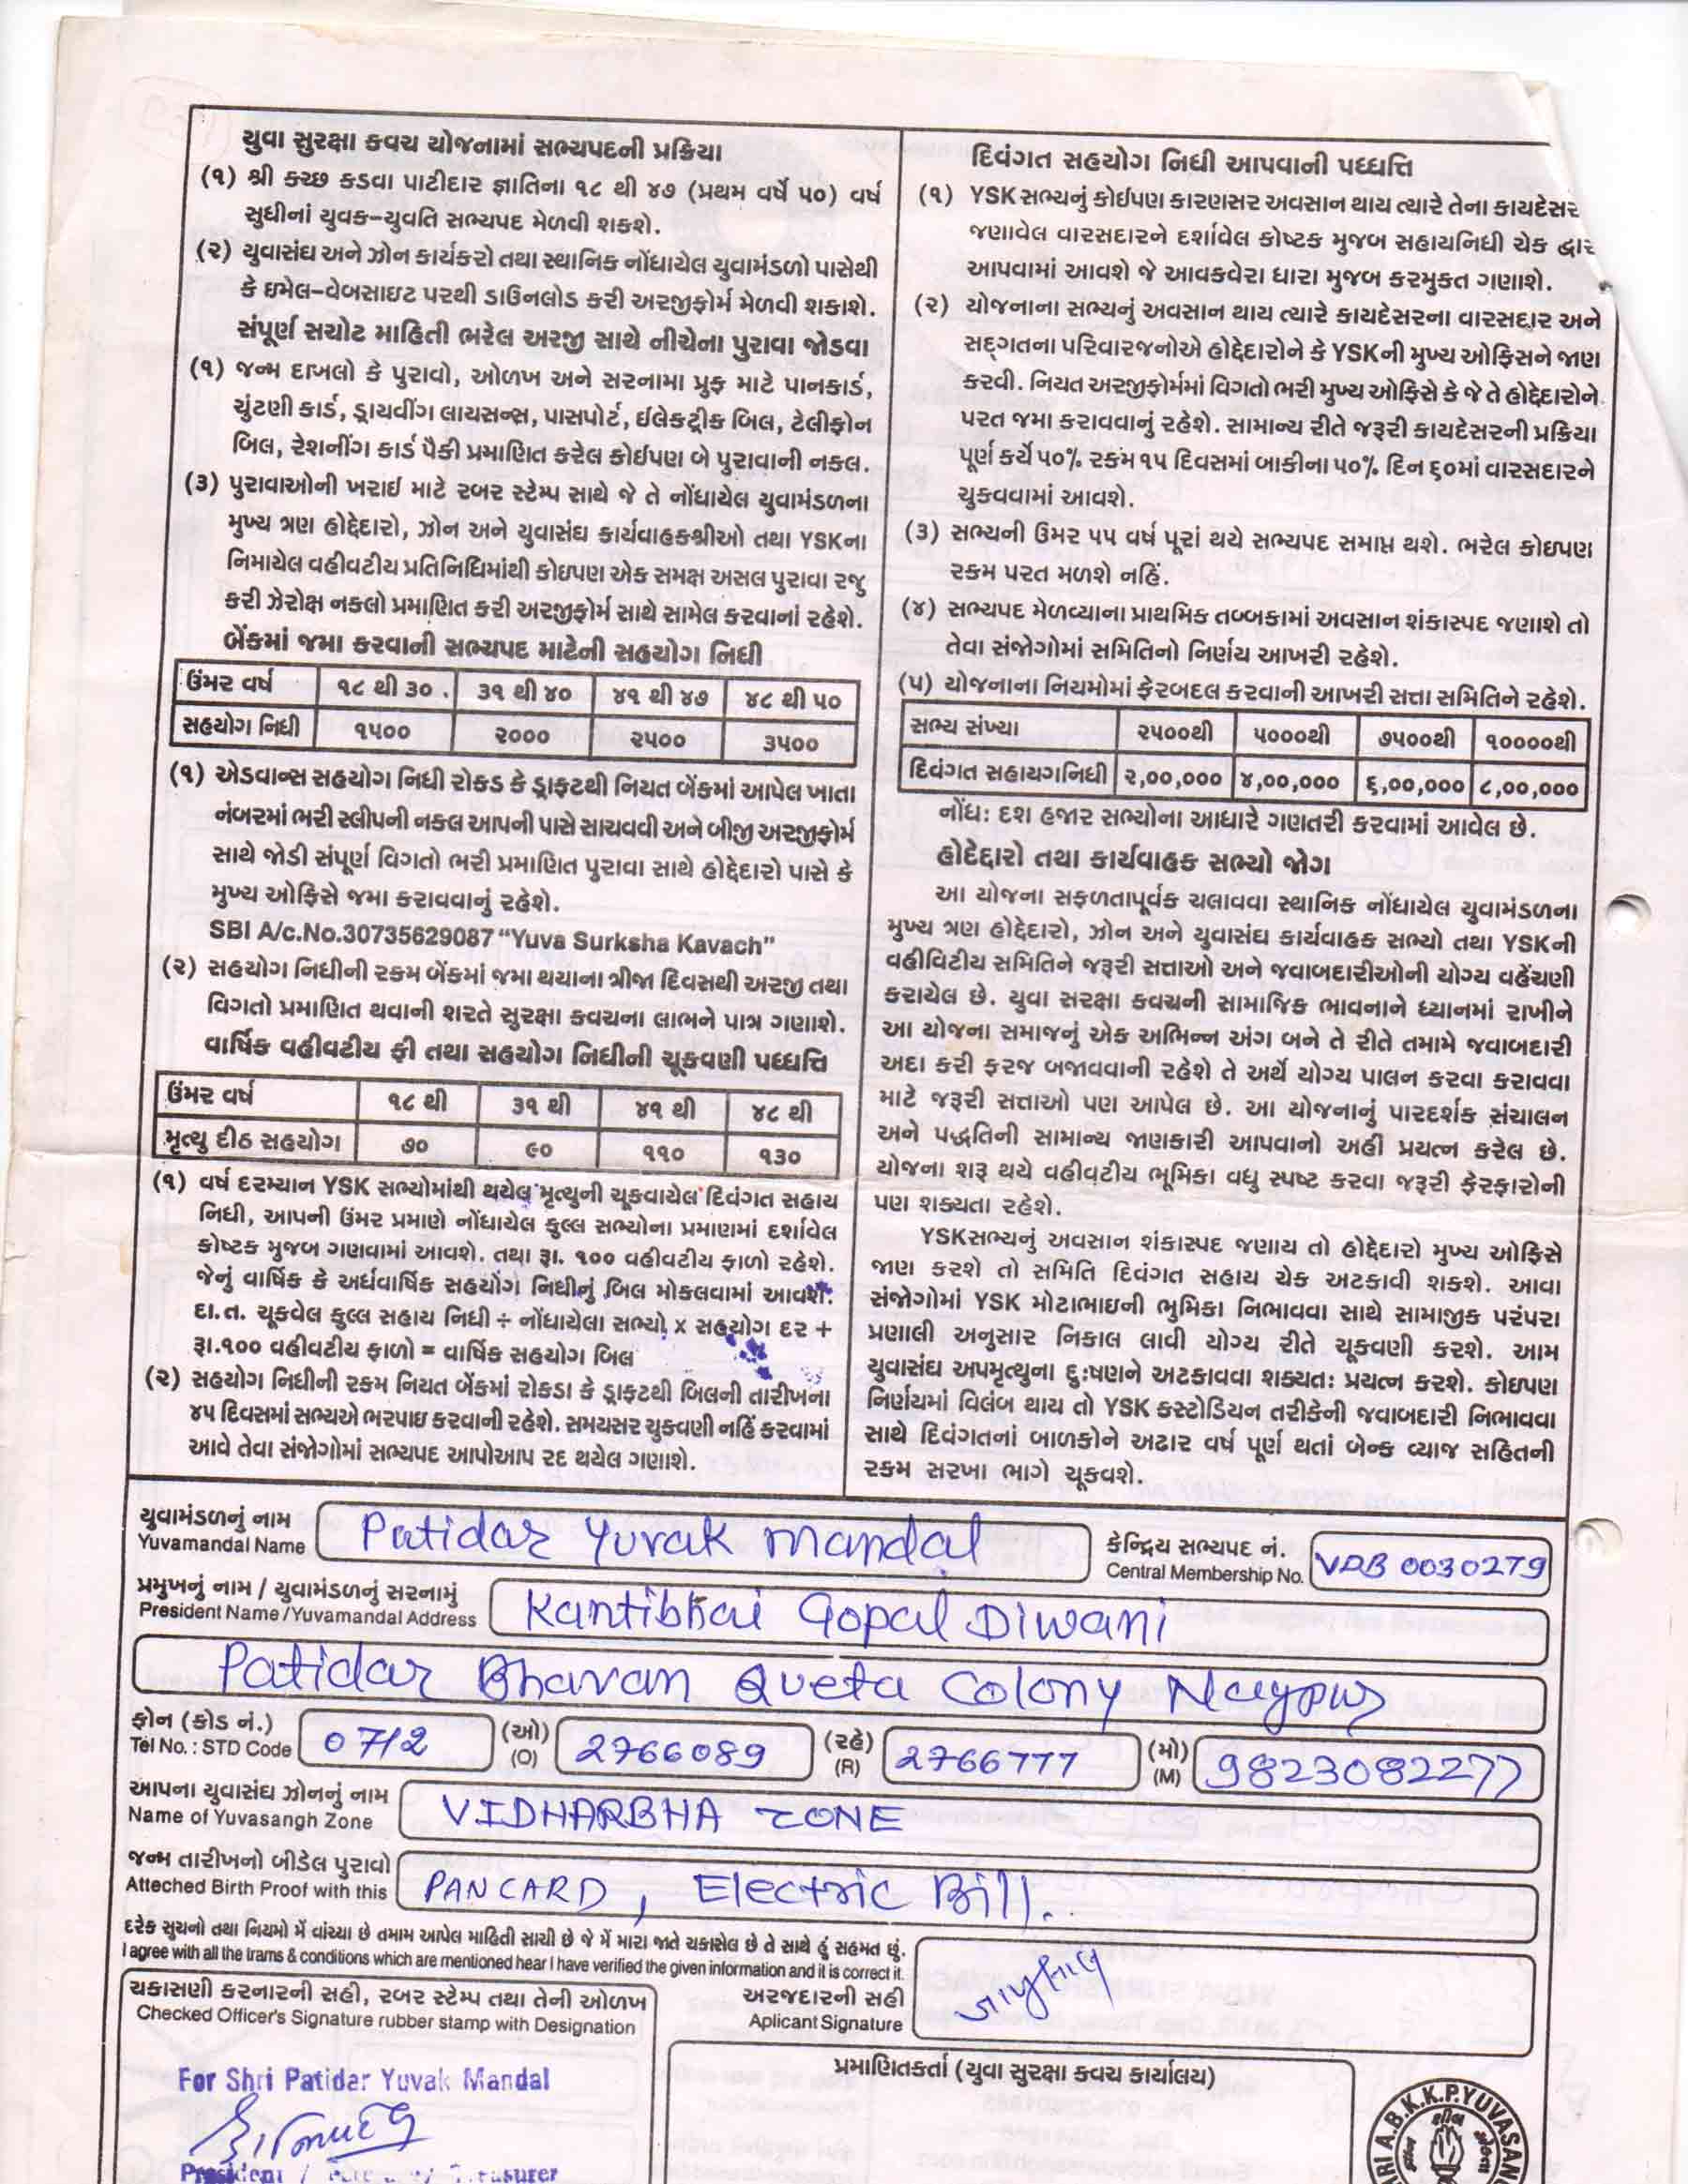 યુવા સુરક્ષા કવચ યોજનામાં સભ્યપદની પ્રક્રિયા
(૧) શ્રી કચ્છ કડવા પાટીદાર જ્ઞાતિના ૧૮ થી ૪૭ (પ્રથમ વર્ષે ૫૦) વર્ષ
સુધીનાં યુવક-યુવતિ સભ્યપદ મેળવી શકશે.
(૨) યુવાસંઘ અને ઝોન કાર્યકરો તથા સ્થાનિક નોંધાયેલ યુવામંડળો પાસેથી
કે ઇમેલ-વેબસાઇટ પરથી ડાઉનલોડ કરી અરજીફોર્મ મેળવી શકાશે.
સંપૂર્ણ સચોટ માહિતી ભરેલ અરજી સાથે નીચેના પુરાવા જોડવા
(૧) જન્મ દાખલો કે પુરાવો, ઓળખ અને સરનામા પ્રુફ માટે પાનકાર્ડ,
ચુંટણી કાર્ડ, ડ્રાયવીંગ લાયસન્સ, પાસપોર્ટ, ઈલેક્ટ્રીક બિલ, ટેલીફોન
બિલ, રેશનીંગ કાર્ડ પૈકી પ્રમાણિત કરેલ કોઈપણ બે પુરાવાની નકલ.
(૩) પુરાવાઓની ખરાઈ માટે રબર સ્ટેમ્પ સાથે જે તે નોંધાયેલ યુવામંડળના
મુખ્ય ત્રણ હોદ્દેદારો, ઝોન અને યુવાસંઘ કાર્યવાહકશ્રીઓ તથા YSKના
નિમાયેલ વહીવટીય પ્રતિનિધિમાંથી કોઇપણ એક સમક્ષ અસલ પુરાવા રજુ
કરી ઝેરોક્ષ નકલો પ્રમાણિત કરી અરજીફોર્મ સાથે સામેલ કરવાનાં રહેશે.
બેંકમાં જમા કરવાની સભ્યપદ માટેની સહયોગ નિધી
ઉંમર વર્ષ ૧૮ થી ૩૦ ૩૧ થી ૪૦ ૪૧ થી ૪૭ ૪૮ થી ૫૦
સહયોગ નિધી ૧૫૦૦ ૨૦૦૦ ૨૫૦૦ ૩૫૦૦
(૧) એડવાન્સ સહયોગ નિધી રોકડ કે ડ્રાફટથી નિયત બેંકમાં આપેલ ખાતા
નંબરમાં ભરી સ્લીપની નકલ આપની પાસે સાચવવી અને બીજી અરજીફોર્મ
સાથે જોડી સંપૂર્ણ વિગતો ભરી પ્રમાણિત પુરાવા સાથે હોદ્દેદારો પાસે કે
મુખ્ય ઓફિસે જમા કરાવવાનું રહેશે.
SBI A/c.No.30735629087 “Yuva Surksha Kavach”
(૨) સહયોગ નિધીની રકમ બેંકમાં જમા થયાના ત્રીજા દિવસથી અરજી તથા
વિગતો પ્રમાણિત થવાની શરતે સુરક્ષા કવચના લાભને પાત્ર ગણાશે.
વાર્ષિક વહીવટીય ફી તથા સહયોગ નિધીની ચૂકવણી પધ્ધતિ
ઉંમર વર્ષ ૧૮ થી ૩૧ થી ૪૧ થી ૪૮ થી
મૃત્યુ દીઠ સહયોગ ૭૦ ૯૦ ૧૧૦ ૧૩૦
(૧) વર્ષ દરમ્યાન YSK સભ્યોમાંથી થયેલ મૃત્યુની ચૂકવાયેલ દિવંગત સહાય
નિધી, આપની ઉંમર પ્રમાણે નોંધાયેલ કુલ્લ સભ્યોના પ્રમાણમાં દર્શાવેલ
કોષ્ટક મુજબ ગણવામાં આવશે. તથા રૂા. ૧૦૦ વહીવટીય ફાળો રહેશે.
જેનું વાર્ષિક કે અર્ધવાર્ષિક સહયોગ નિધીનું બિલ મોકલવામાં આવશે.
દા.ત. ચૂકવેલ કુલ્લ સહાય નિધી ÷ નોંધાયેલા સભ્યો x સહયોગ દર +
રૂા.૧૦૦ વહીવટીય ફાળો = વાર્ષિક સહયોગ બિલ
(૨) સહયોગ નિધીની રકમ નિયત બેંકમાં રોકડા કે ડ્રાફટથી બિલની તારીખના
૪૫ દિવસમાં સભ્યએ ભરપાઇ કરવાની રહેશે. સમયસર ચુકવણી નહિં કરવામાં
આવે તેવા સંજોગોમાં સભ્યપદ આપોઆપ રદ થયેલ ગણાશે.
દિવંગત સહયોગ નિધી આપવાની પધ્ધતિ
(૧) YSK સભ્યનું કોઈપણ કારણસર અવસાન થાય ત્યારે તેના કાયદેસર
જણાવેલ વારસદારને દર્શાવેલ કોષ્ટક મુજબ સહાયનિધી ચેક દ્વાર
આપવામાં આવશે જે આવકવેરા ધારા મુજબ કરમુક્ત ગણાશે.
(૨) યોજનાના સભ્યનું અવસાન થાય ત્યારે કાયદેસરના વારસદાર અને
સદ્ગતના પરિવારજનોએ હોદ્દેદારોને કે YSKની મુખ્ય ઓફિસને જાણ
કરવી. નિયત અરજીફોર્મમાં વિગતો ભરી મુખ્ય ઓફિસે કે જે તે હોદ્દેદારોને
પરત જમા કરાવવાનું રહેશે. સામાન્ય રીતે જરૂરી કાયદેસરની પ્રક્રિયા
પૂર્ણ કર્યે ૫૦% રકમ ૧૫ દિવસમાં બાકીના ૫૦% દિન ૬૦માં વારસદારને
ચુકવવામાં આવશે.
(૩) સભ્યની ઉમર ૫૫ વર્ષ પૂરાં થયે સભ્યપદ સમાપ્ત થશે. ભરેલ કોઇપણ
રકમ પરત મળશે નહિં.
(૪) સભ્યપદ મેળવ્યાના પ્રાથમિક તબ્બકામાં અવસાન શંકાસ્પદ જણાશે તો
તેવા સંજોગોમાં સમિતિનો નિર્ણય આખરી રહેશે.
(૫) યોજનાના નિયમોમાં ફેરબદલ કરવાની આખરી સત્તા સમિતિને રહેશે.
સભ્ય સંખ્યા ૨૫૦૦થી ૫૦૦૦થી ૭૫૦૦થી ૧૦૦૦૦થી
દિવંગત સહાયગનિધી ૨,૦૦,૦૦૦ ૪,૦૦,૦૦૦ ૬,૦૦,૦૦૦ ૮,૦૦,૦૦૦
નોંધ: દશ હજાર સભ્યોના આધારે ગણતરી કરવામાં આવેલ છે.
હોદેદ્દારો તથા કાર્યવાહક સભ્યો જોગ
આ યોજના સફળતાપૂર્વક ચલાવવા સ્થાનિક નોંધાયેલ યુવામંડળના
મુખ્ય ત્રણ હોદ્દેદારો, ઝોન અને યુવાસંઘ કાર્યવાહક સભ્યો તથા YSKની
વહીવિટીય સમિતિને જરૂરી સત્તાઓ અને જવાબદારીઓની યોગ્ય વહેંચણી
કરાયેલ છે. યુવા સરક્ષા કવચની સામાજિક ભાવનાને ધ્યાનમાં રાખીને
આ યોજના સમાજનું એક અભિન્ન અંગ બને તે રીતે તમામે જવાબદારી
અદા કરી ફરજ બજાવવાની રહેશે તે અર્થે યોગ્ય પાલન કરવા કરાવવા
માટે જરૂરી સત્તાઓ પણ આપેલ છે. આ યોજનાનું પારદર્શક સંચાલન
અને પદ્ધતિની સામાન્ય જાણકારી આપવાનો અહીં પ્રયત્ન કરેલ છે.
યોજના શરૂ થયે વહીવટીય ભૂમિકા વધુ સ્પષ્ટ કરવા જરૂરી ફેરફારોની
પણ શક્યતા રહેશે.
YSKસભ્યનું અવસાન શંકાસ્પદ જણાય તો હોદ્દેદારો મુખ્ય ઓફિસે
જાણ કરશે તો સમિતિ દિવંગત સહાય ચેક અટકાવી શકશે. આવા
સંજોગોમાં YSK મોટાભાઇની ભુમિકા નિભાવવા સાથે સામાજીક પરંપરા
પ્રણાલી અનુસાર નિકાલ લાવી યોગ્ય રીતે ચૂકવણી કરશે. આમ
યુવાસંઘ અપમૃત્યુના દુઃષણને અટકાવવા શક્યતઃ પ્રયત્ન કરશે. કોઇપણ
નિર્ણયમાં વિલંબ થાય તો YSK કસ્ટોડિયન તરીકેની જવાબદારી નિભાવવા
સાથે દિવંગતનાં બાળકોને અઢાર વર્ષ પૂર્ણ થતાં બેન્ક વ્યાજ સહિતની
રકમ સરખા ભાગે ચૂકવશે.
યુવામંડળનું નામ
Yuvamandal Name Patidar Yuvak Mandal
કેન્દ્રિય સભ્યપદ નં.
Central Membership No. VRB 0030279
પ્રમુખનું નામ / યુવામંડળનું સરનામું
President Name /Yuvamandal Address Kantibhai Gopal Diwani
Patidar Bhavan Queta Colony Nagpur
ફોન (કોડ નં.) (ઓ) (રહે) (મો)
Tel No. : STD Code 0712 (O) 2766089 (R) 2766777 (M) 9823082277
આપના યુવાસંઘ ઝોનનું નામ
Name of Yuvasangh Zone VIDHARBHA ZONE
જન્મ તારીખનો બીડેલ પુરાવો
Atteched Birth Proof with this PANCARD, Electric Bill.
દરેક સુચનો તથા નિયમો મેં વાંચ્યા છે તમામ આપેલ માહિતી સાચી છે જે મેં મારા જાતે ચકાસેલ છે તે સાથે હું સહમત છું.
I agree with all the trams & conditions which are mentioned hear I have verified the given information and it is correct it.
ચકાસણી કરનારની સહી, રબર સ્ટેમ્પ તથા તેની ઓળખ
Checked Officer's Signature rubber stamp with Designation
અરજદારની સહી
Aplicant Signature
પ્રમાણિતકર્તા (યુવા સુરક્ષા કવચ કાર્યાલય)
For Shri Patidar Yuvak Mandal
President
A.B.K.K.P.YUVASAN